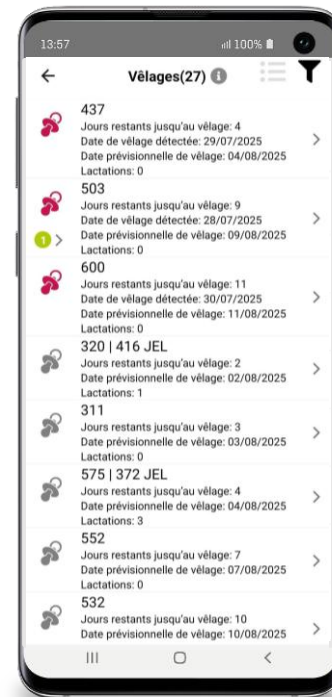 13:57
100%
Vêlages(27) i
437
Jours restants jusqu'au vêlage: 4
Date de vêlage détectée: 29/07/2025
Date prévisionnelle de vêlage: 04/08/2025
Lactations: 0
503
Jours restants jusqu'au vêlage: 9
Date de vêlage détectée: 28/07/2025
1
Date prévisionnelle de vêlage: 09/08/2025
Lactations: 0
600
Jours restants jusqu'au vêlage: 11
Date de vêlage détectée: 30/07/2025
Date prévisionnelle de vêlage: 11/08/2025
Lactations: 0
320 | 416 JEL
Jours restants jusqu'au vêlage: 2
Date prévisionnelle de vêlage: 02/08/2025
Lactations: 1
311
Jours restants jusqu'au vêlage: 3
Date prévisionnelle de vêlage: 03/08/2025
Lactations: 0
575 | 372 JEL
Jours restants jusqu'au vêlage: 4
Date prévisionnelle de vêlage: 04/08/2025
Lactations: 3
552
Jours restants jusqu'au vêlage: 7
Date prévisionnelle de vêlage: 07/08/2025
Lactations: 0
532
Jours restants jusqu'au vêlage: 10
Date prévisionnelle de vêlage: 10/08/2025